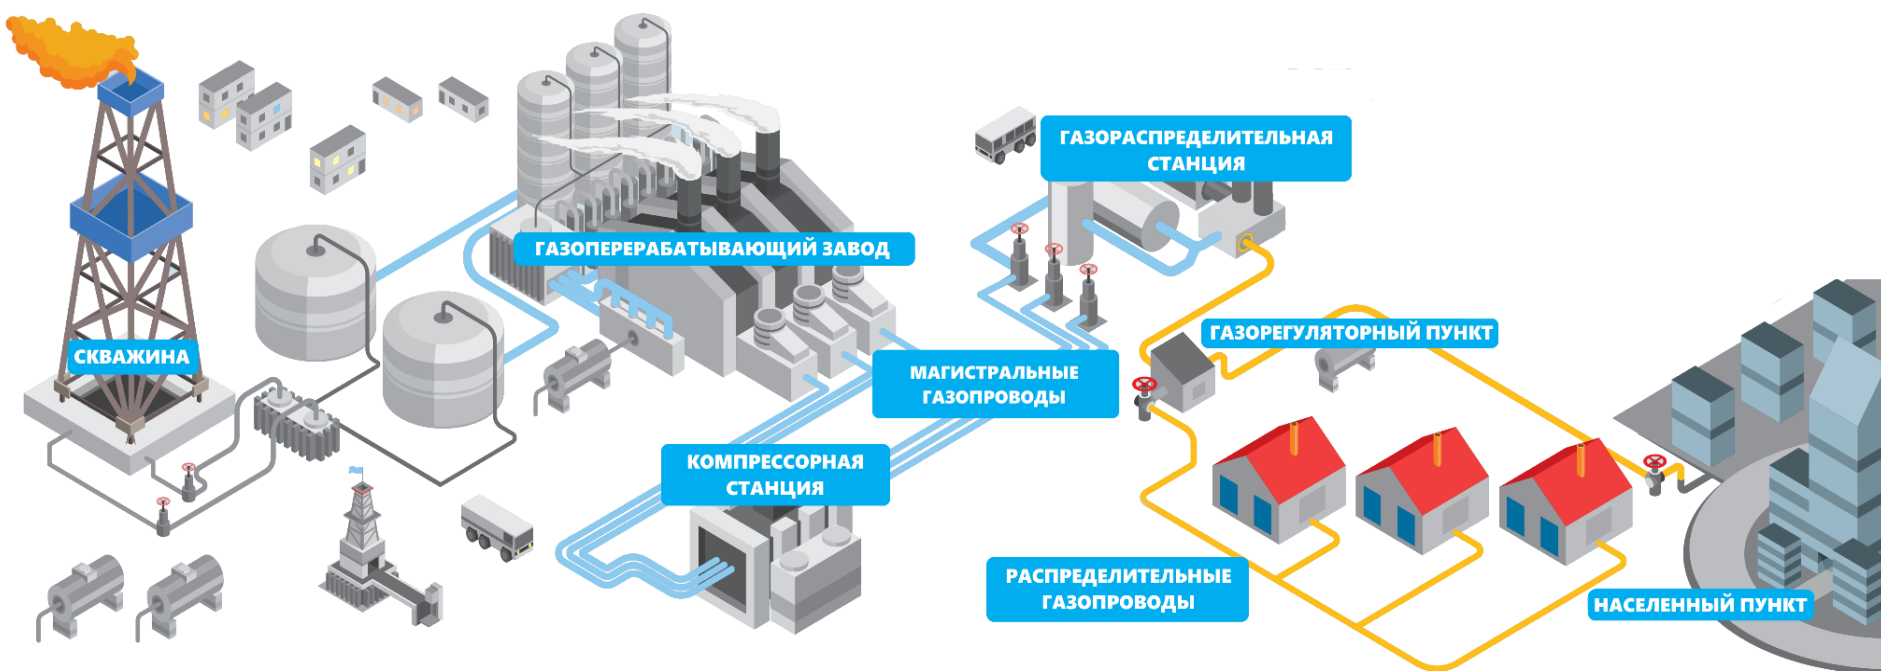 СКВАЖИНА
ГАЗОПЕРЕРАБАТЫВАЮЩИЙ ЗАВОД
КОМПРЕССОРНАЯ
СТАНЦИЯ
МАГИСТРАЛЬНЫЕ
ГАЗОПРОВОДЫ
ГАЗОРАСПРЕДЕЛИТЕЛЬНАЯ
СТАНЦИЯ
ГАЗОРЕГУЛЯТОРНЫЙ ПУНКТ
РАСПРЕДЕЛИТЕЛЬНЫЕ
ГАЗОПРОВОДЫ
НАСЕЛЕННЫЙ ПУНКТ